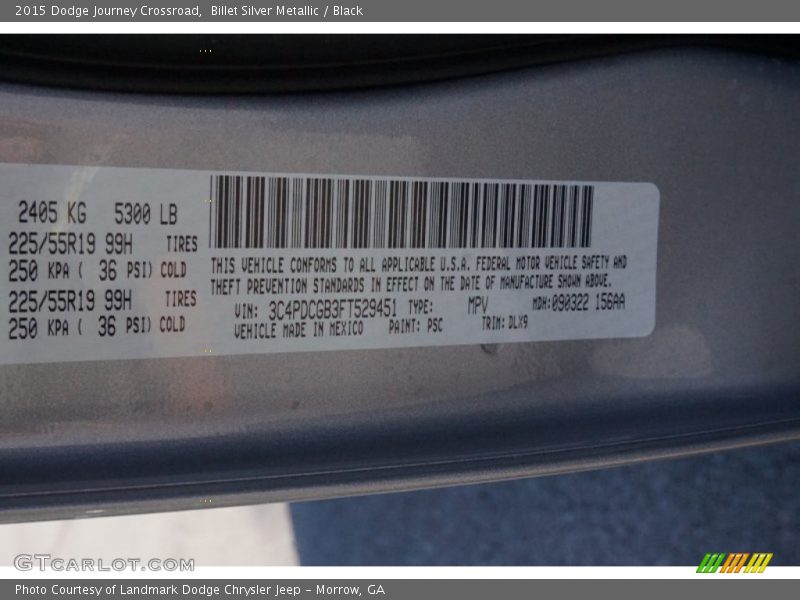 2015 Dodge Journey Crossroad,  Billet Silver Metallic / Black
2405 KG   5300 LB
225/55R19 99H   TIRES
250 KPA ( 36 PSI) COLD
225/55R19 99H   TIRES
250 KPA ( 36 PSI) COLD
THIS VEHICLE CONFORMS TO ALL APPLICABLE U.S.A. FEDERAL MOTOR VEHICLE SAFETY AND
THEFT PREVENTION STANDARDS IN EFFECT ON THE DATE OF MANUFACTURE SHOWN ABOVE.
VIN: 3C4PDCGB3FT529451 TYPE:   MPV   MDH:090322 156AA
VEHICLE MADE IN MEXICO   PAINT: PSC   TRIM: DLX9
GTCARLOT.COM
Photo Courtesy of Landmark Dodge Chrysler Jeep – Morrow, GA